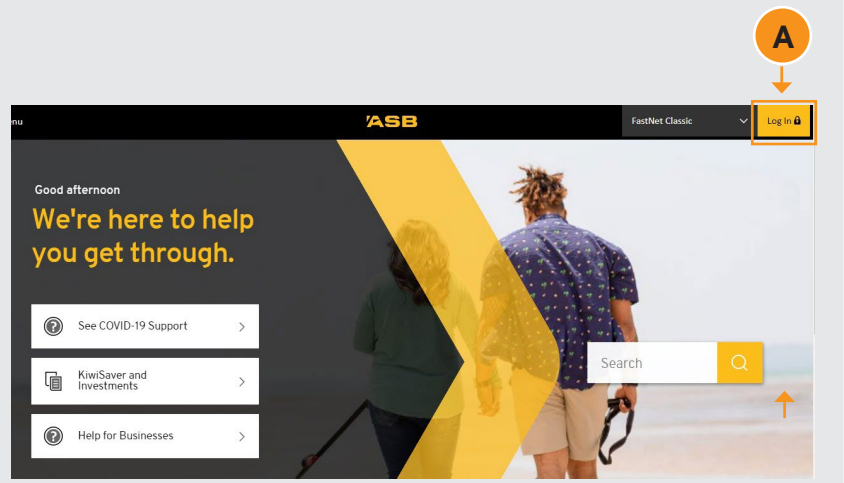 A
enu
ASB
FastNet Classic
Log In
Good afternoon
We're here to help
you get through.
See COVID-19 Support
KiwiSaver and
Investments
Help for Businesses
Search